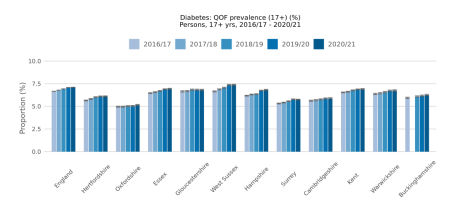 Diabetes: QOF prevalence (17+) (%)
Persons, 17+ yrs, 2016/17 - 2020/21
2016/17 2017/18 2018/19 2019/20 2020/21
Proportion (%)
10.0
7.5
5.0
2.5
0.0
England
Hertfordshire
Oxfordshire
Essex
Gloucestershire
West Sussex
Hampshire
Surrey
Cambridgeshire
Kent
Warwickshire
Buckinghamshire